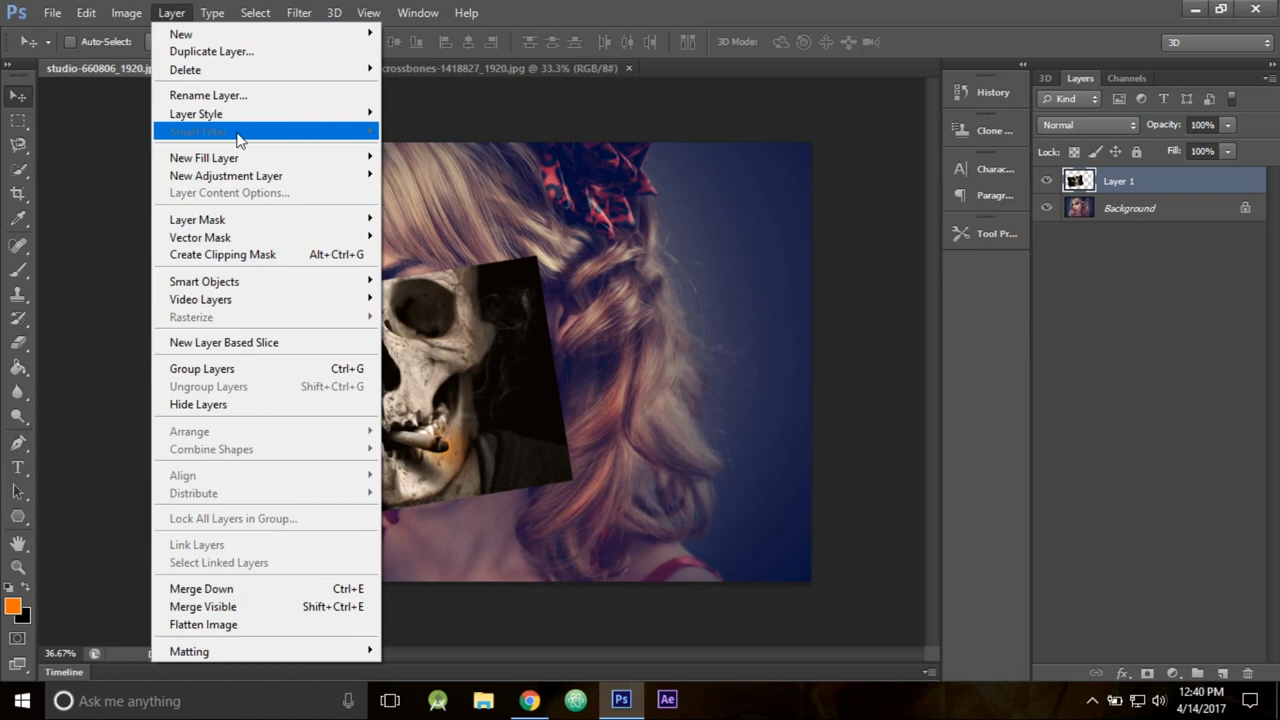 Ps File Edit Image Layer Type Select Filter 3D View Window Help
Auto-Select: 3D Mode: 3D
studio-660806_1920.jp crossbones-1418827_1920.jpg @ 33.3% (RGB/8#) ×
New
Duplicate Layer...
Delete
Rename Layer...
Layer Style
Smart Filter
New Fill Layer
New Adjustment Layer
Layer Content Options...
Layer Mask
Vector Mask
Create Clipping Mask Alt+Ctrl+G
Smart Objects
Video Layers
Rasterize
New Layer Based Slice
Group Layers Ctrl+G
Ungroup Layers Shift+Ctrl+G
Hide Layers
Arrange
Combine Shapes
Align
Distribute
Lock All Layers in Group...
Link Layers
Select Linked Layers
Merge Down Ctrl+E
Merge Visible Shift+Ctrl+E
Flatten Image
Matting
History
Clone ...
Charac...
Paragr...
Tool Pr...
3D Layers Channels
Kind
Normal Opacity: 100%
Lock: Fill: 100%
Layer 1
Background
36.67%
Timeline
Ask me anything
Ps Ae
12:40 PM
4/14/2017